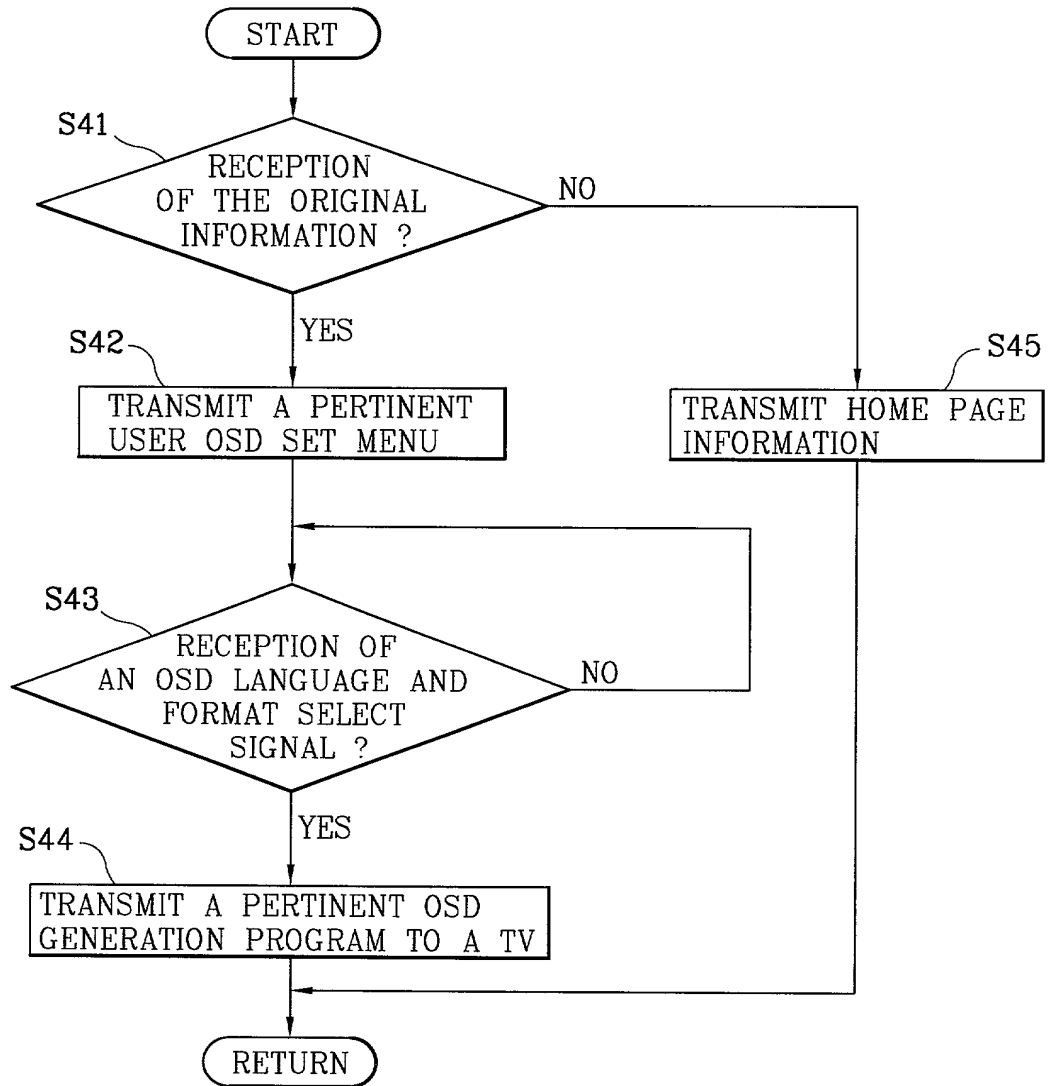 START
S41
RECEPTION
OF THE ORIGINAL
INFORMATION ?
NO
YES
S42
TRANSMIT A PERTINENT
USER OSD SET MENU
S45
TRANSMIT HOME PAGE
INFORMATION
S43
RECEPTION OF
AN OSD LANGUAGE AND
FORMAT SELECT
SIGNAL ?
NO
YES
S44
TRANSMIT A PERTINENT OSD
GENERATION PROGRAM TO A TV
RETURN